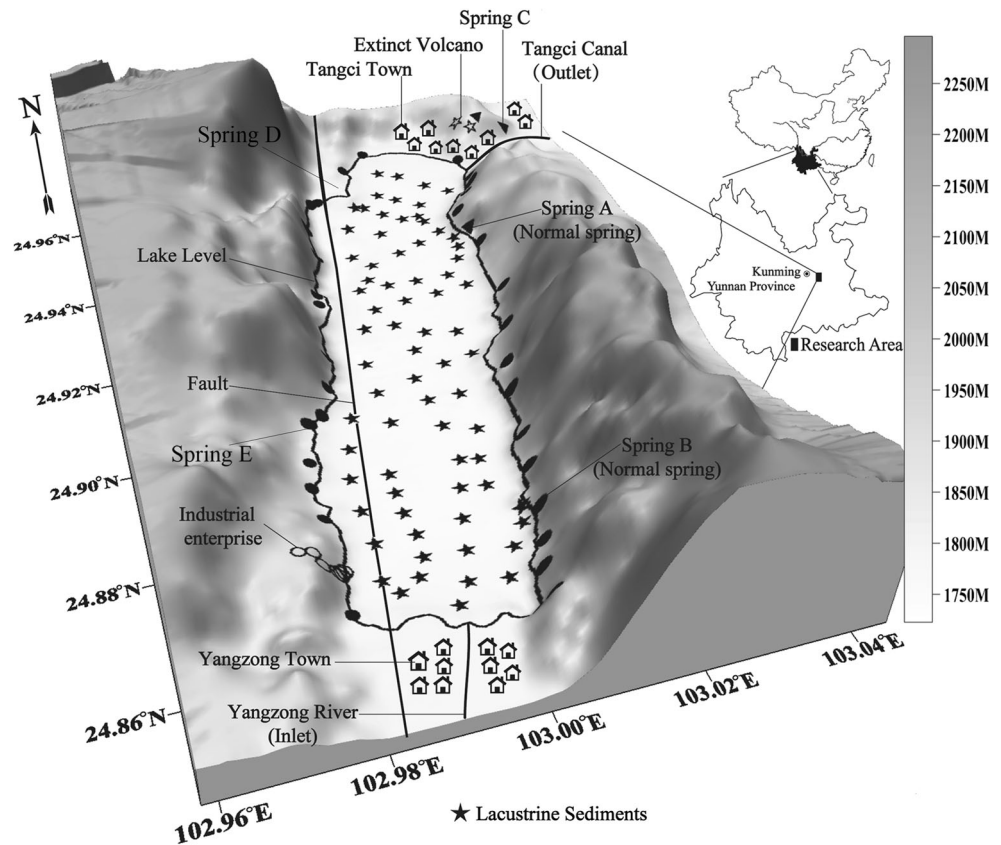 Spring C
Extinct Volcano
Tangci Canal
(Outlet)
Tangci Town
N
Spring D
Spring A
(Normal spring)
Lake Level
Fault
Spring E
Spring B
(Normal spring)
Industrial
enterprise
Yangzong Town
Yangzong River
(Inlet)
24.96°N
24.94°N
24.92°N
24.90°N
24.88°N
24.86°N
102.96°E
102.98°E
103.00°E
103.02°E
103.04°E
Kunming
Yunnan Province
Research Area
2250M
2200M
2150M
2100M
2050M
2000M
1950M
1900M
1850M
1800M
1750M
Lacustrine Sediments